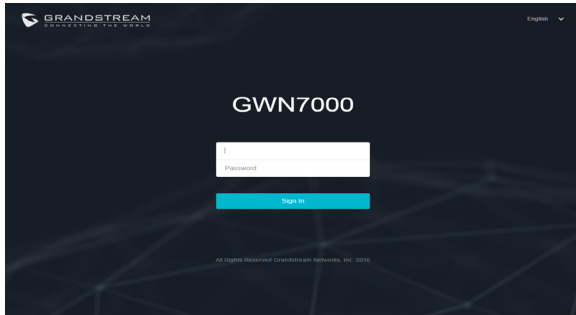 GRANDSTREAM
CONNECTING THE WORLD
English
GWN7000
Password
Sign In
All Rights Reserved Grandstream Networks, Inc. 2016